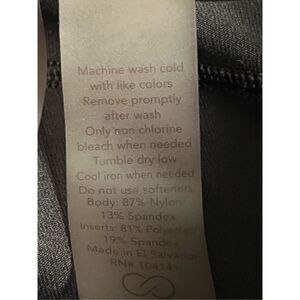 Machine wash cold
with like colors
Remove promptly
after wash
Only non chlorine
bleach when needed
Tumble dry low
Cool iron when needed
Do not use softeners
Body: 87% Nylon/
13% Spandex
Inserts: 81% Polyester/
19% Spandex
Made in El Salvador
RN# 104141